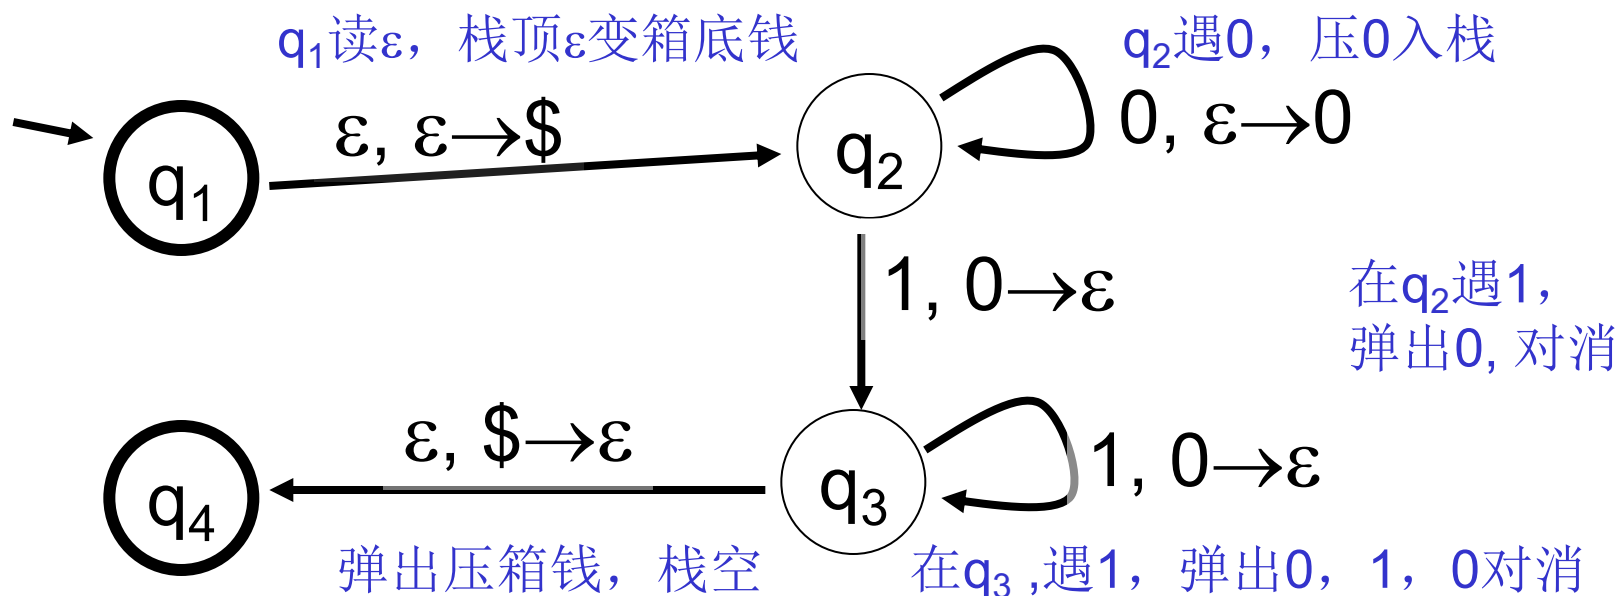 q₁读ε，栈顶ε变箱底钱
q₂遇0，压0入栈
ε, ε→$
0, ε→0
q₁
q₂
1, 0→ε
在q₂遇1，
弹出0, 对消
ε, $→ε
1, 0→ε
q₄
q₃
弹出压箱钱，栈空
在q₃ ,遇1，弹出0，1，0对消